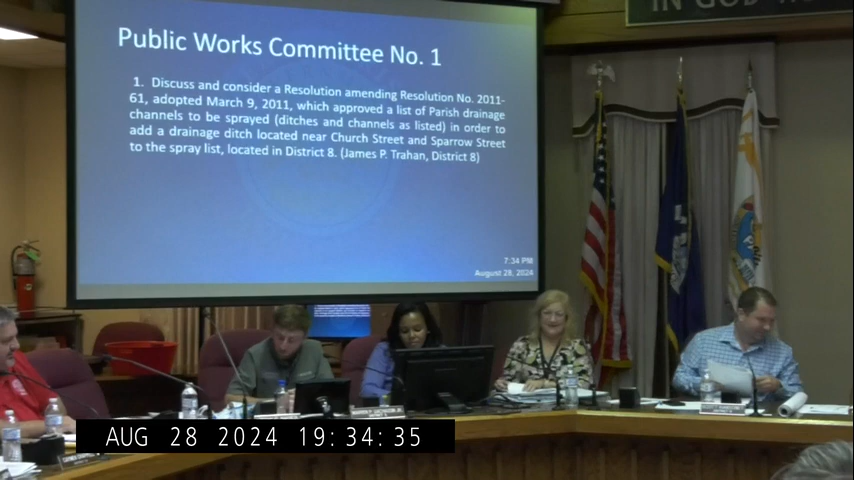 IN GOD
Public Works Committee No. 1
1. Discuss and consider a Resolution amending Resolution No. 2011-
61, adopted March 9, 2011, which approved a list of Parish drainage
channels to be sprayed (ditches and channels as listed) in order to
add a drainage ditch located near Church Street and Sparrow Street
to the spray list, located in District 8. (James P. Trahan, District 8)
7:34 PM
August 28, 2024
AUG 28 2024 19:34:35